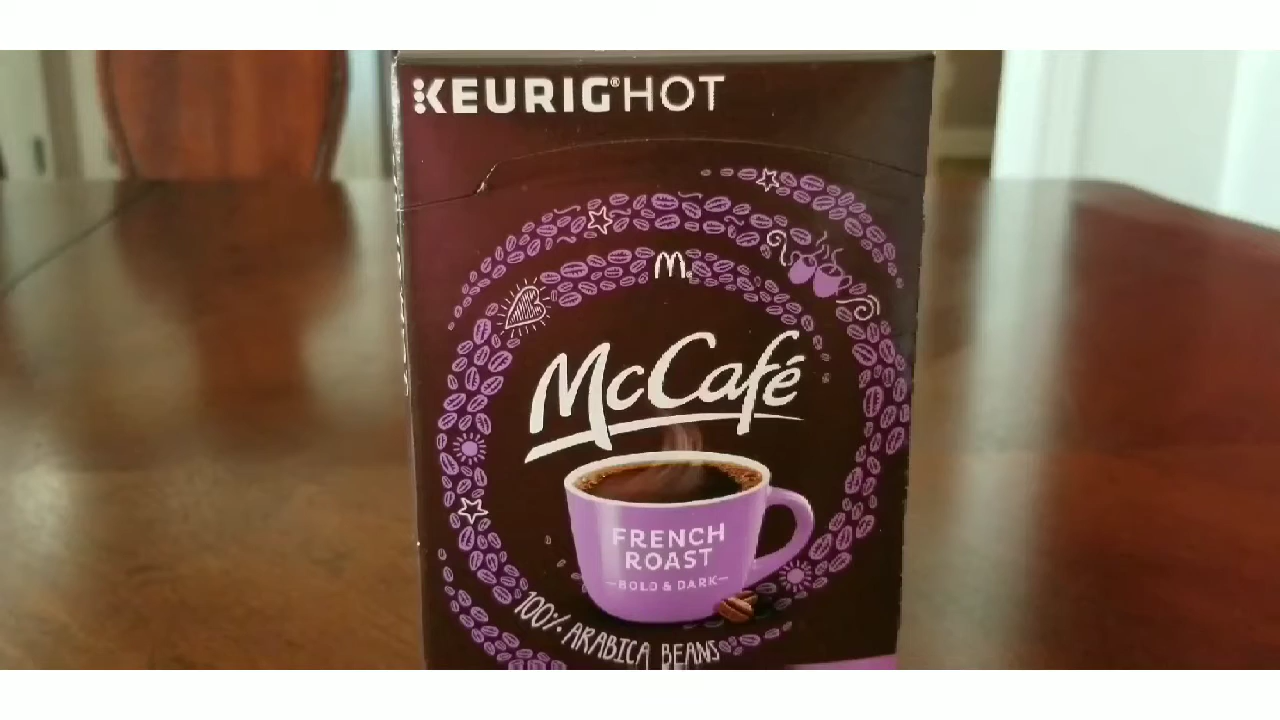 KEURIG® HOT
M®
McCafé
FRENCH
ROAST
—BOLD & DARK—
100% ARABICA BEANS